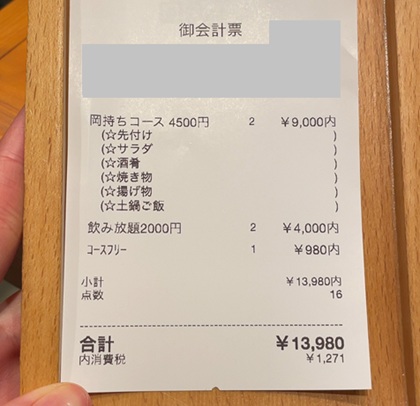 御会計票
岡持ちコース 4500円 2 ¥9,000内
(☆先付け )
(☆サラダ )
(☆酒肴 )
(☆焼き物 )
(☆揚げ物 )
(☆土鍋ご飯 )
飲み放題2000円 2 ¥4,000内
ｺｰｽﾌﾘｰ 1 ¥980内
小計 ¥13,980内
点数 16
合計 ¥13,980
内消費税 ¥1,271